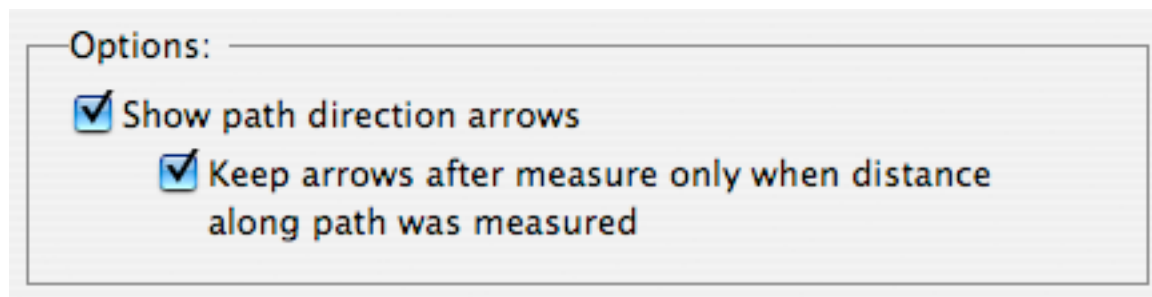 Options:
Show path direction arrows
Keep arrows after measure only when distance
along path was measured